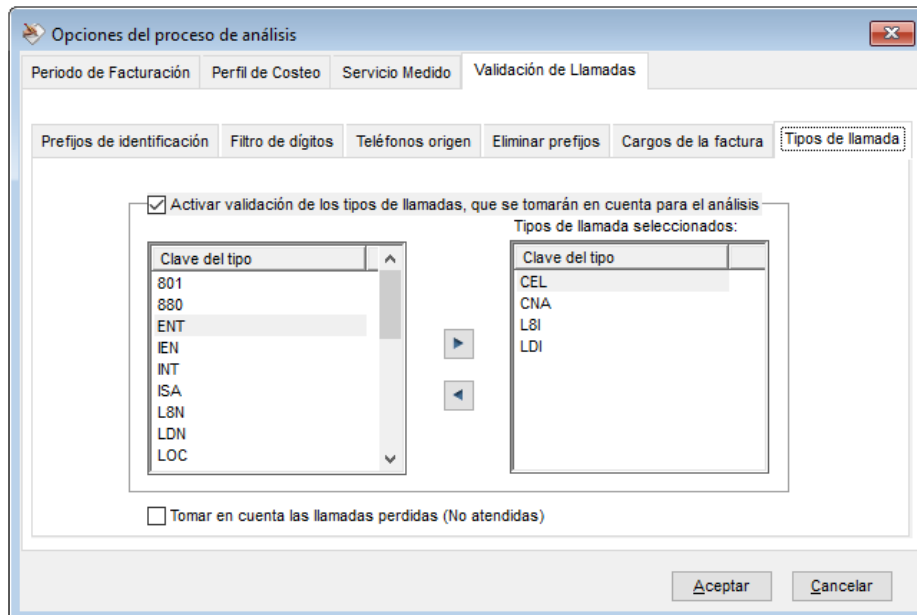 Opciones del proceso de análisis
Periodo de Facturación Perfil de Costeo Servicio Medido Validación de Llamadas
Prefijos de identificación Filtro de dígitos Teléfonos origen Eliminar prefijos Cargos de la factura Tipos de llamada
Activar validación de los tipos de llamadas, que se tomarán en cuenta para el análisis
Tipos de llamada seleccionados:
Clave del tipo
801
880
ENT
IEN
INT
ISA
L8N
LDN
LOC
Clave del tipo
CEL
CNA
L8I
LDI
Tomar en cuenta las llamadas perdidas (No atendidas)
Aceptar Cancelar